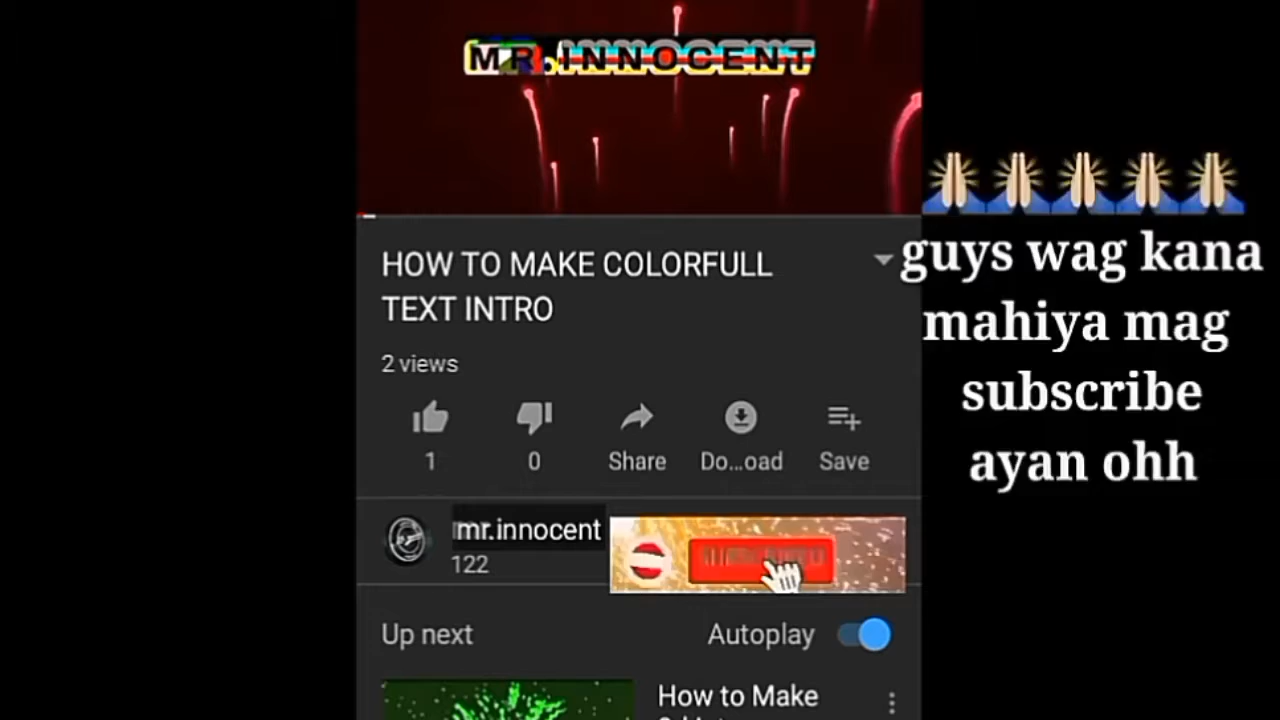 MR.INNOCENT
HOW TO MAKE COLORFULL
TEXT INTRO
2 views
1
0
Share
Do...oad
Save
mr.innocent
122
Up next
Autoplay
How to Make
guys wag kana
mahiya mag
subscribe
ayan ohh